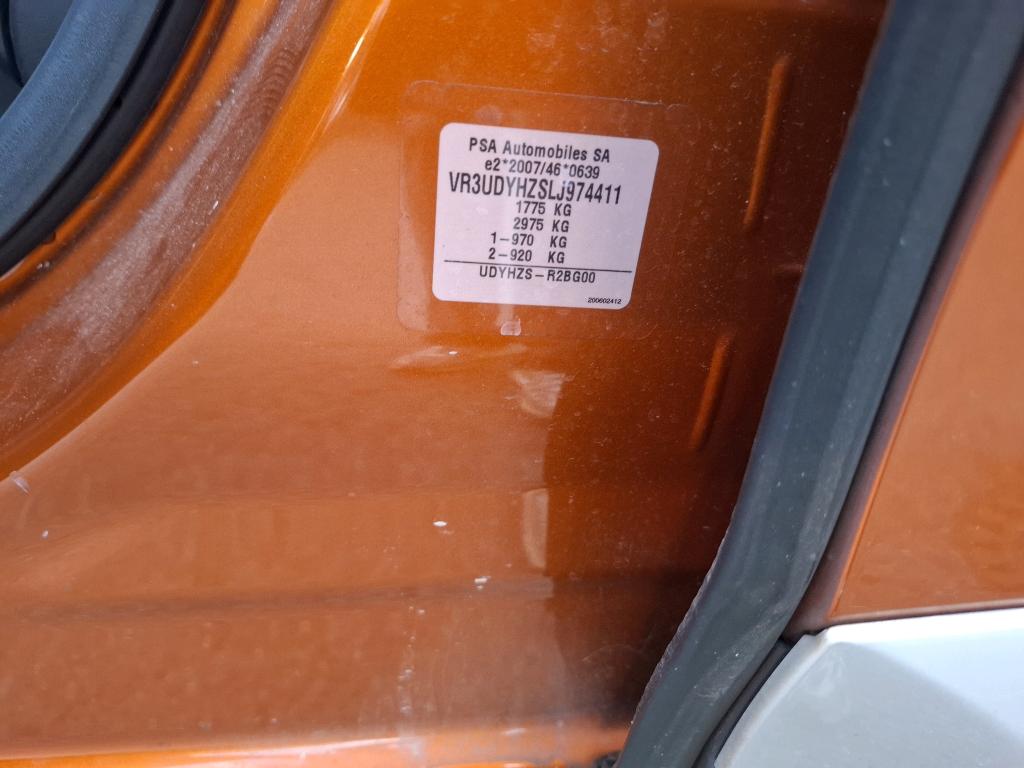 PSA Automobiles SA
e2*2007/46*0639
VR3UDYHZSLJ974411
1775 KG
2975 KG
1-970 KG
2-920 KG
UDYHZS-R2BG00
200602412